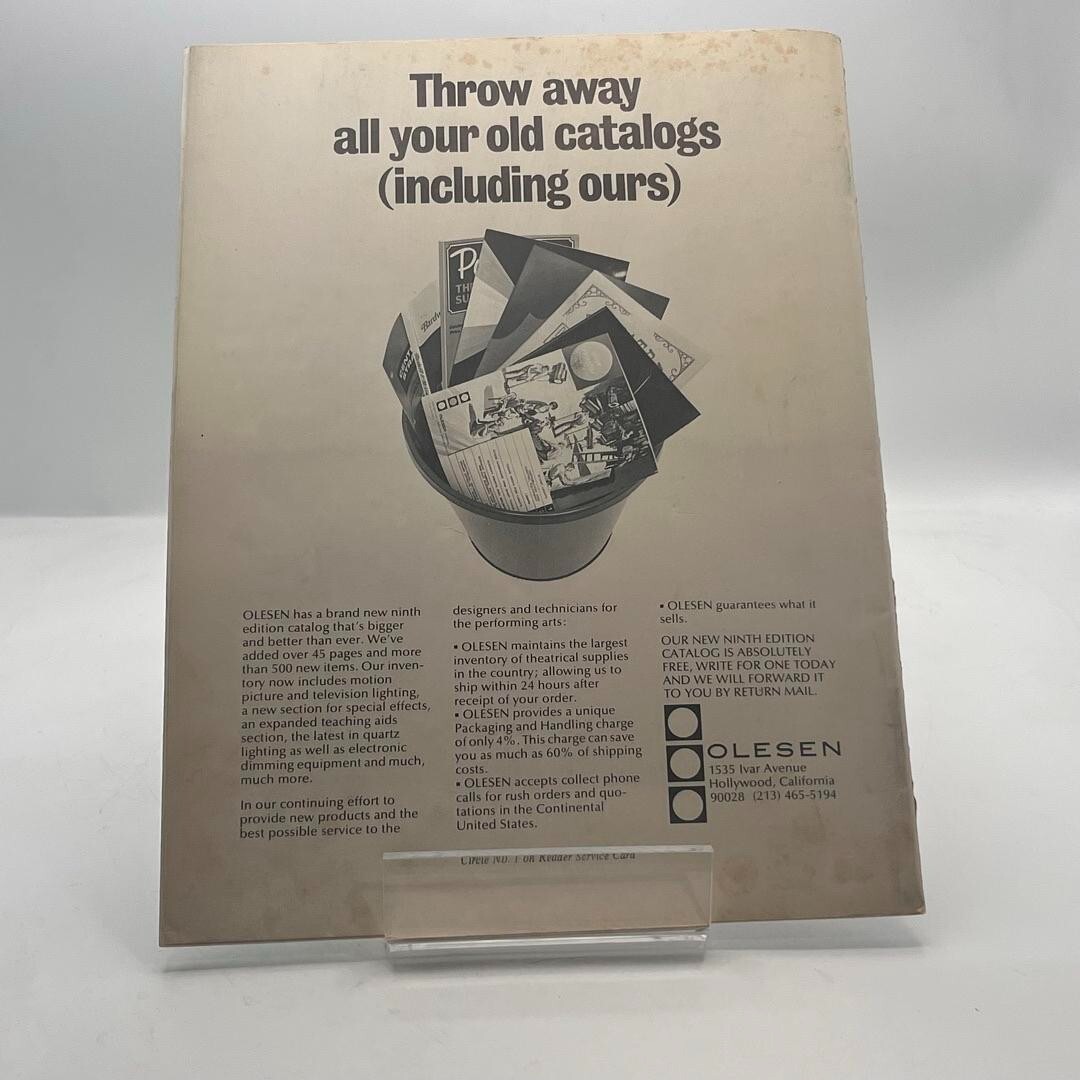 Throw away
all your old catalogs
(including ours)
OLESEN has a brand new ninth
edition catalog that's bigger
and better than ever. We've
added over 45 pages and more
than 500 new items. Our inven-
tory now includes motion
picture and television lighting,
a new section for special effects,
an expanded teaching aids
section, the latest in quartz
lighting as well as electronic
dimming equipment and much,
much more.
In our continuing effort to
provide new products and the
best possible service to the
designers and technicians for
the performing arts:
▪ OLESEN maintains the largest
inventory of theatrical supplies
in the country; allowing us to
ship within 24 hours after
receipt of your order.
▪ OLESEN provides a unique
Packaging and Handling charge
of only 4%. This charge can save
you as much as 60% of shipping
costs.
▪ OLESEN accepts collect phone
calls for rush orders and quo-
tations in the Continental
United States.
▪ OLESEN guarantees what it
sells.
OUR NEW NINTH EDITION
CATALOG IS ABSOLUTELY
FREE, WRITE FOR ONE TODAY
AND WE WILL FORWARD IT
TO YOU BY RETURN MAIL.
OLESEN
1535 Ivar Avenue
Hollywood, California
90028 (213) 465-5194
Circle No. 1 on Reader Service Card